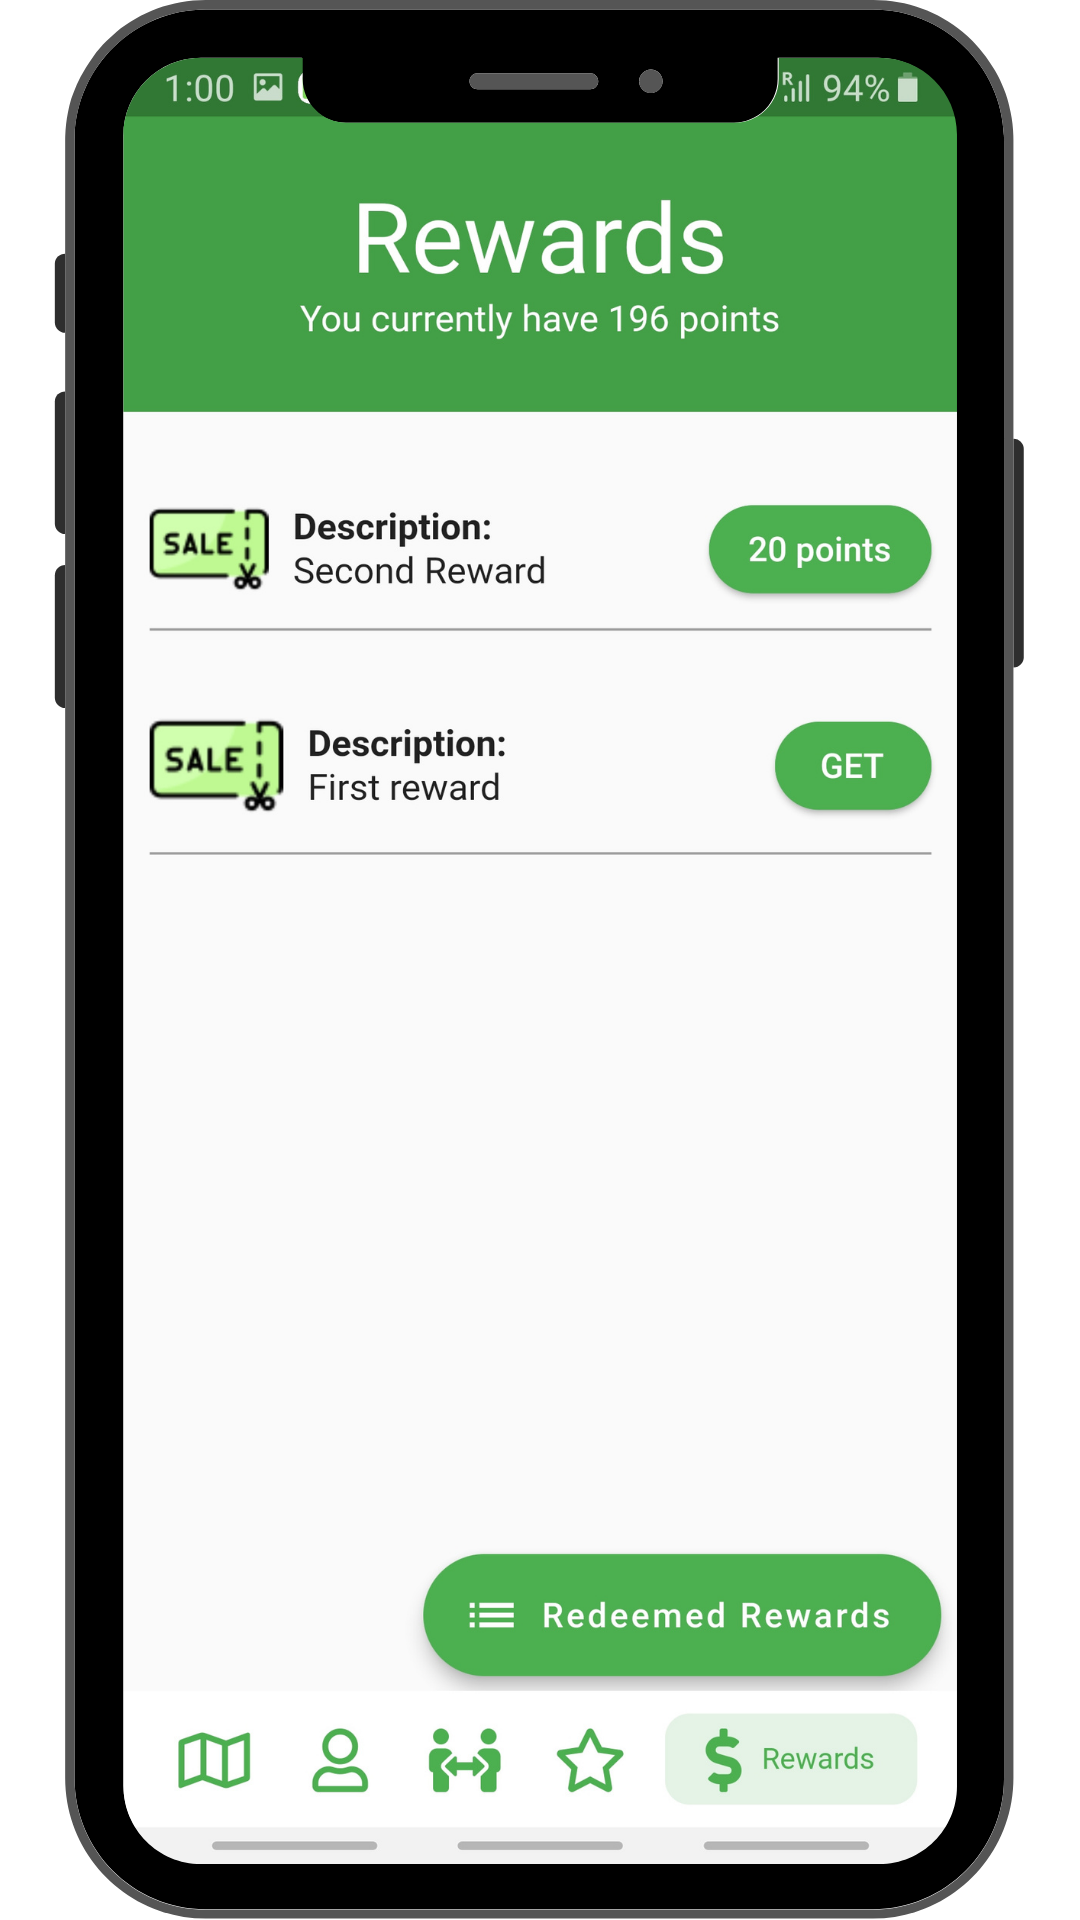 1:00 R 94%
Rewards
You currently have 196 points
SALE
Description:
Second Reward
20 points
SALE
Description:
First reward
GET
Redeemed Rewards
$ Rewards